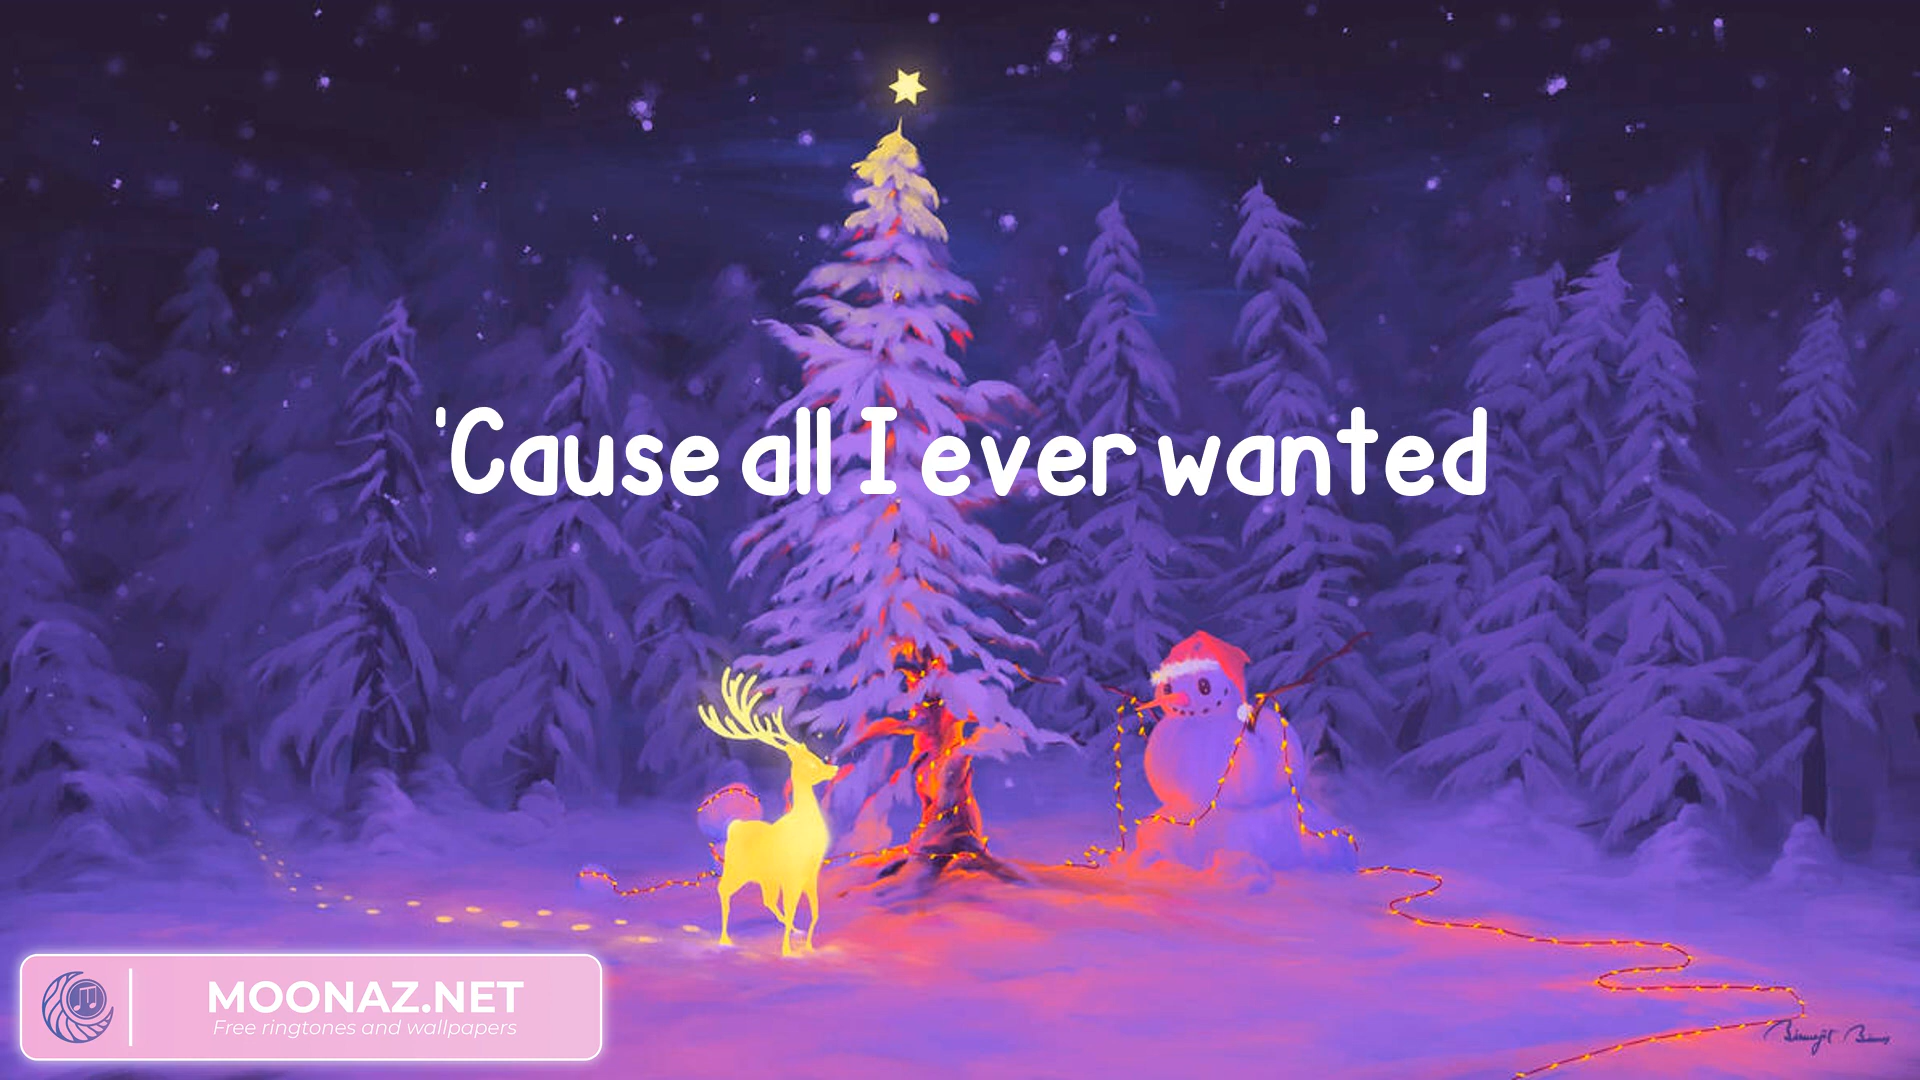 'Cause all I ever wanted
MOONAZ.NET
Free ringtones and wallpapers